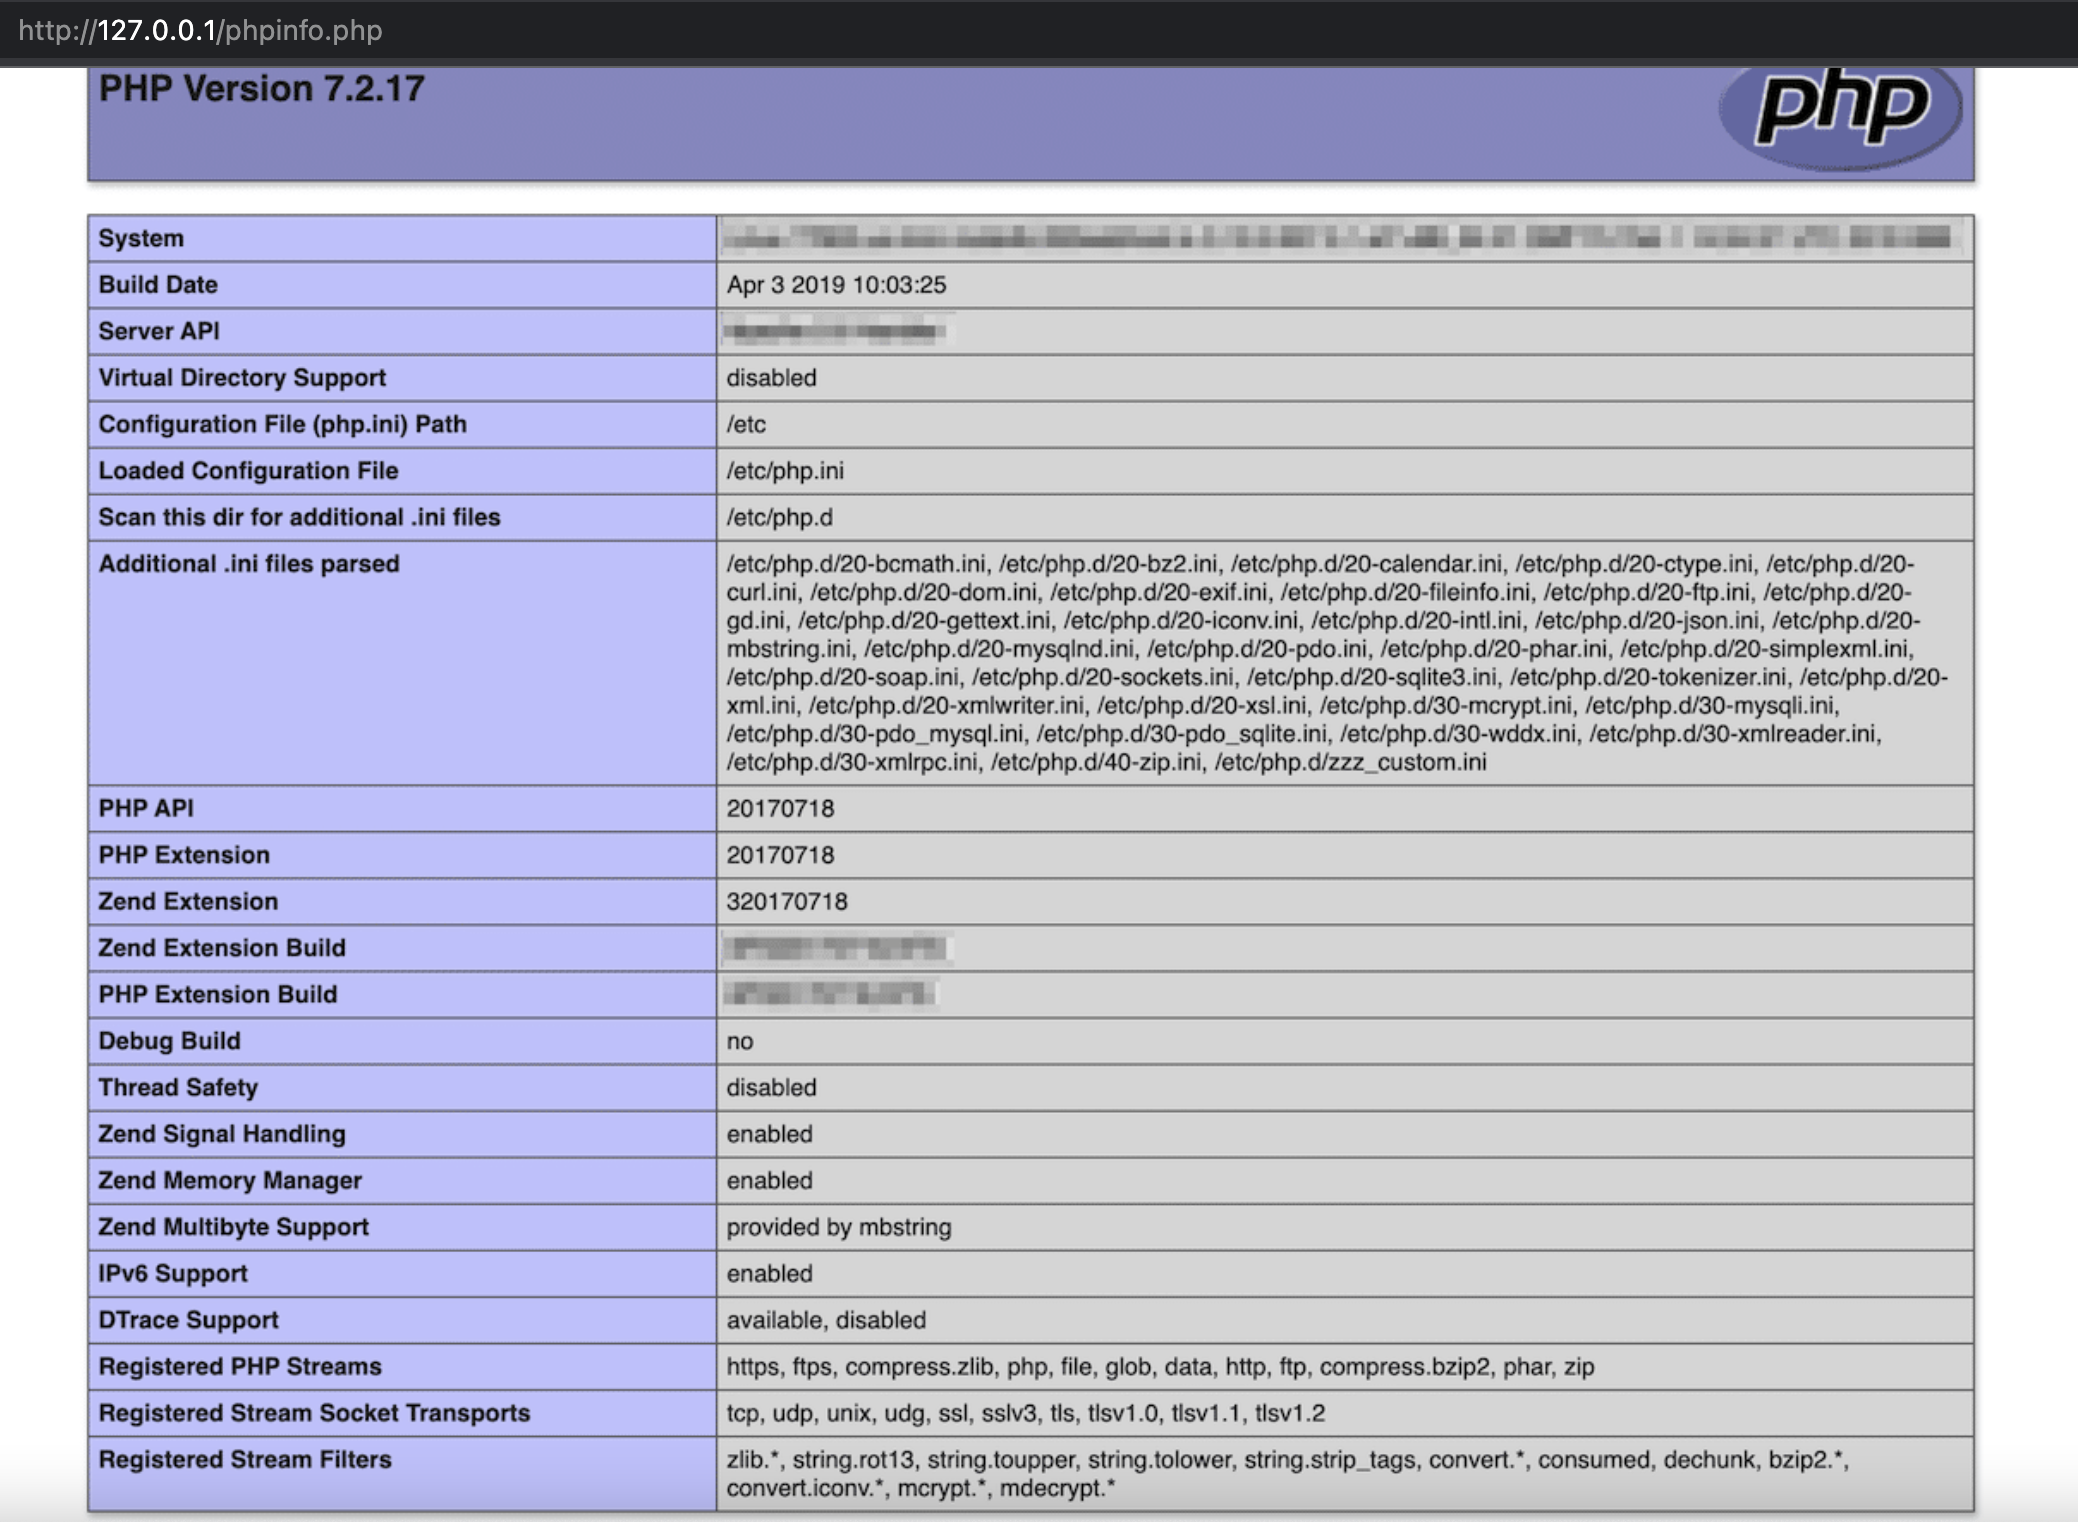 http://127.0.0.1/phpinfo.php
PHP Version 7.2.17
php
System
Build Date Apr 3 2019 10:03:25
Server API
Virtual Directory Support disabled
Configuration File (php.ini) Path /etc
Loaded Configuration File /etc/php.ini
Scan this dir for additional .ini files /etc/php.d
Additional .ini files parsed /etc/php.d/20-bcmath.ini, /etc/php.d/20-bz2.ini, /etc/php.d/20-calendar.ini, /etc/php.d/20-ctype.ini, /etc/php.d/20-
curl.ini, /etc/php.d/20-dom.ini, /etc/php.d/20-exif.ini, /etc/php.d/20-fileinfo.ini, /etc/php.d/20-ftp.ini, /etc/php.d/20-
gd.ini, /etc/php.d/20-gettext.ini, /etc/php.d/20-iconv.ini, /etc/php.d/20-intl.ini, /etc/php.d/20-json.ini, /etc/php.d/20-
mbstring.ini, /etc/php.d/20-mysqlnd.ini, /etc/php.d/20-pdo.ini, /etc/php.d/20-phar.ini, /etc/php.d/20-simplexml.ini,
/etc/php.d/20-soap.ini, /etc/php.d/20-sockets.ini, /etc/php.d/20-sqlite3.ini, /etc/php.d/20-tokenizer.ini, /etc/php.d/20-
xml.ini, /etc/php.d/20-xmlwriter.ini, /etc/php.d/20-xsl.ini, /etc/php.d/30-mcrypt.ini, /etc/php.d/30-mysqli.ini,
/etc/php.d/30-pdo_mysql.ini, /etc/php.d/30-pdo_sqlite.ini, /etc/php.d/30-wddx.ini, /etc/php.d/30-xmlreader.ini,
/etc/php.d/30-xmlrpc.ini, /etc/php.d/40-zip.ini, /etc/php.d/zzz_custom.ini
PHP API 20170718
PHP Extension 20170718
Zend Extension 320170718
Zend Extension Build
PHP Extension Build
Debug Build no
Thread Safety disabled
Zend Signal Handling enabled
Zend Memory Manager enabled
Zend Multibyte Support provided by mbstring
IPv6 Support enabled
DTrace Support available, disabled
Registered PHP Streams https, ftps, compress.zlib, php, file, glob, data, http, ftp, compress.bzip2, phar, zip
Registered Stream Socket Transports tcp, udp, unix, udg, ssl, sslv3, tls, tlsv1.0, tlsv1.1, tlsv1.2
Registered Stream Filters zlib.*, string.rot13, string.toupper, string.tolower, string.strip_tags, convert.*, consumed, dechunk, bzip2.*,
convert.iconv.*, mcrypt.*, mdecrypt.*